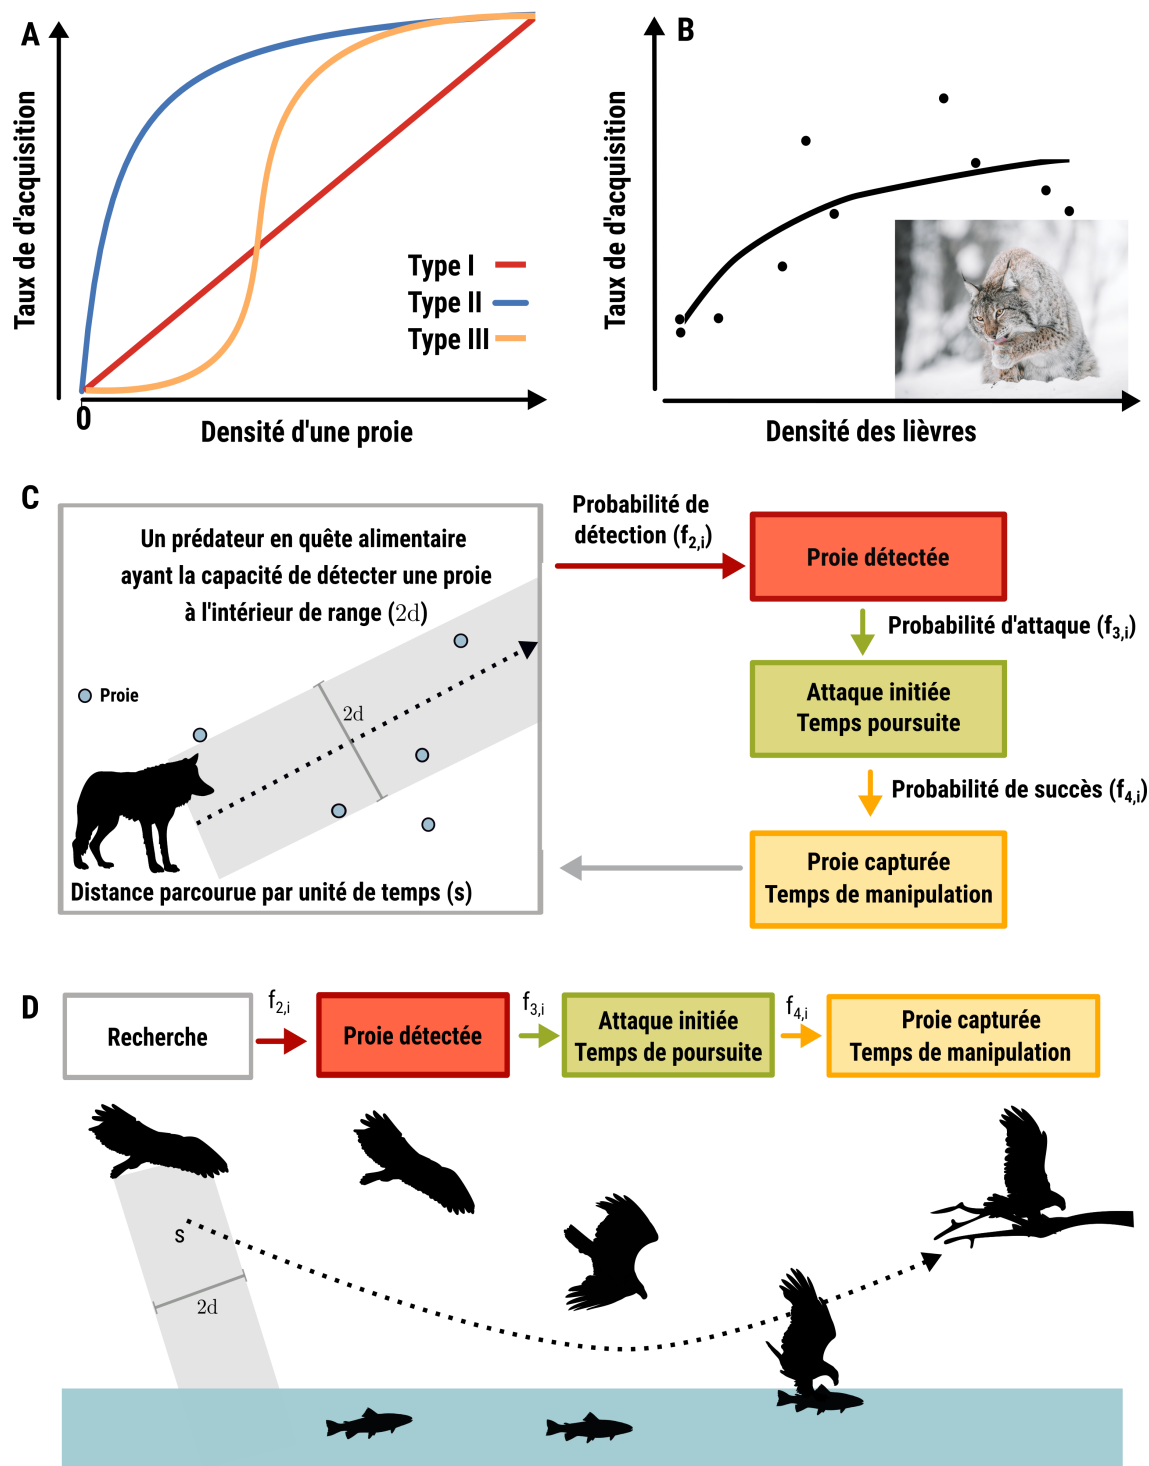 A
Taux de d'acquisition
Type I
Type II
Type III
0
Densité d'une proie
B
Taux de d'acquisition
Densité des lièvres
C
Un prédateur en quête alimentaire
ayant la capacité de détecter une proie
à l'intérieur de range (2d)
Proie
2d
Distance parcourue par unité de temps (s)
Probabilité de
détection (f2,i)
Proie détectée
Probabilité d'attaque (f3,i)
Attaque initiée
Temps poursuite
Probabilité de succès (f4,i)
Proie capturée
Temps de manipulation
D
Recherche
f2,i
Proie détectée
f3,i
Attaque initiée
Temps de poursuite
f4,i
Proie capturée
Temps de manipulation
s
2d